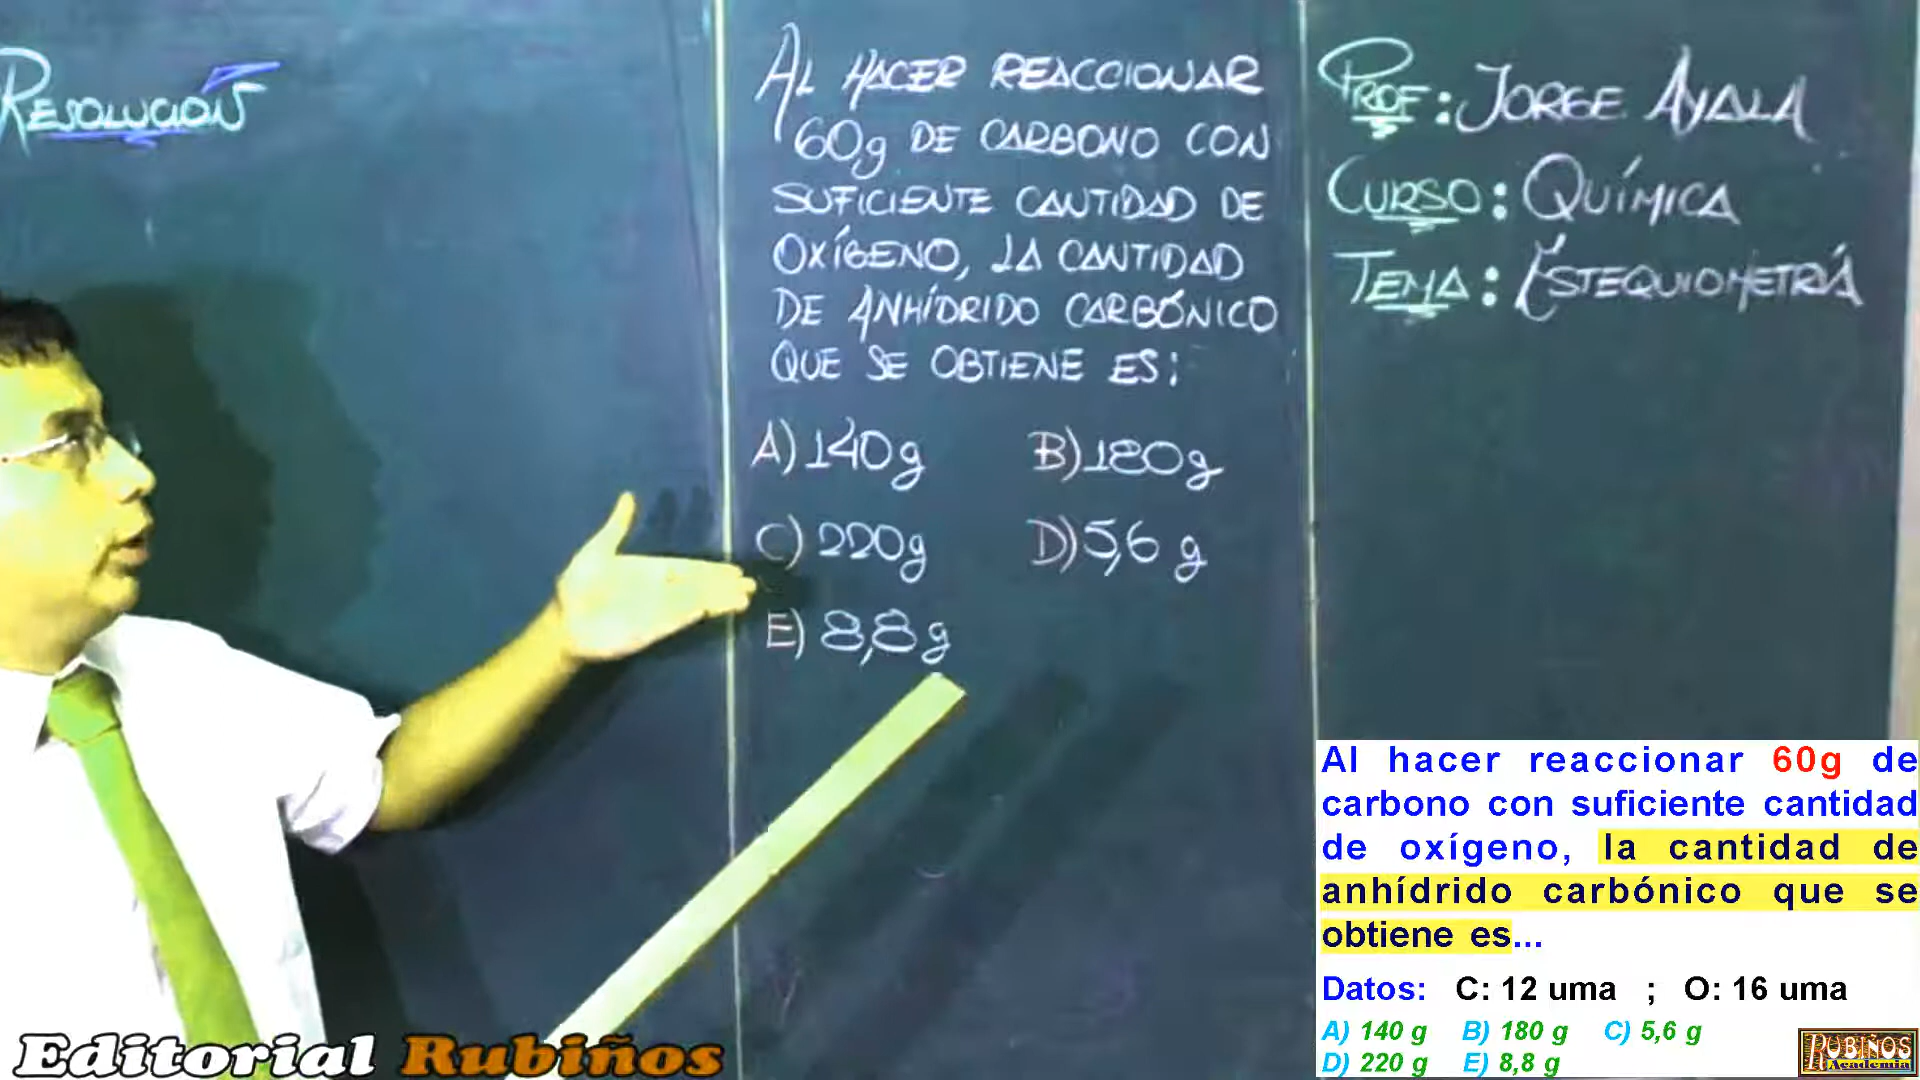 RESOLUCIÓN
AL HACER REACCIONAR
60g DE CARBONO CON
SUFICIENTE CANTIDAD DE
OXÍGENO, LA CANTIDAD
DE ANHÍDRIDO CARBÓNICO
QUE SE OBTIENE ES:
A) 140g B) 180g
C) 220g D) 5,6 g
E) 8,8g
PROF: JORGE AYALA
CURSO: QUÍMICA
TEMA: ESTEQUIOMETRÍA
Al hacer reaccionar 60g de
carbono con suficiente cantidad
de oxígeno, la cantidad de
anhídrido carbónico que se
obtiene es...
Datos: C: 12 uma ; O: 16 uma
A) 140 g B) 180 g C) 5,6 g
D) 220 g E) 8,8 g
RUBIÑOS
Academia
Editorial Rubiños